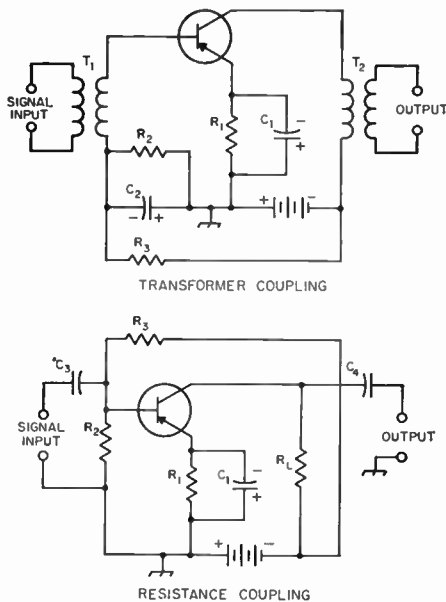 T1
T2
SIGNAL
INPUT
OUTPUT
R1
C1
-
+
R2
C2
- +
+ -
R3
TRANSFORMER COUPLING
R3
C3
C4
SIGNAL
INPUT
R2
R1
C1
-
+
RL
OUTPUT
+ -
RESISTANCE COUPLING